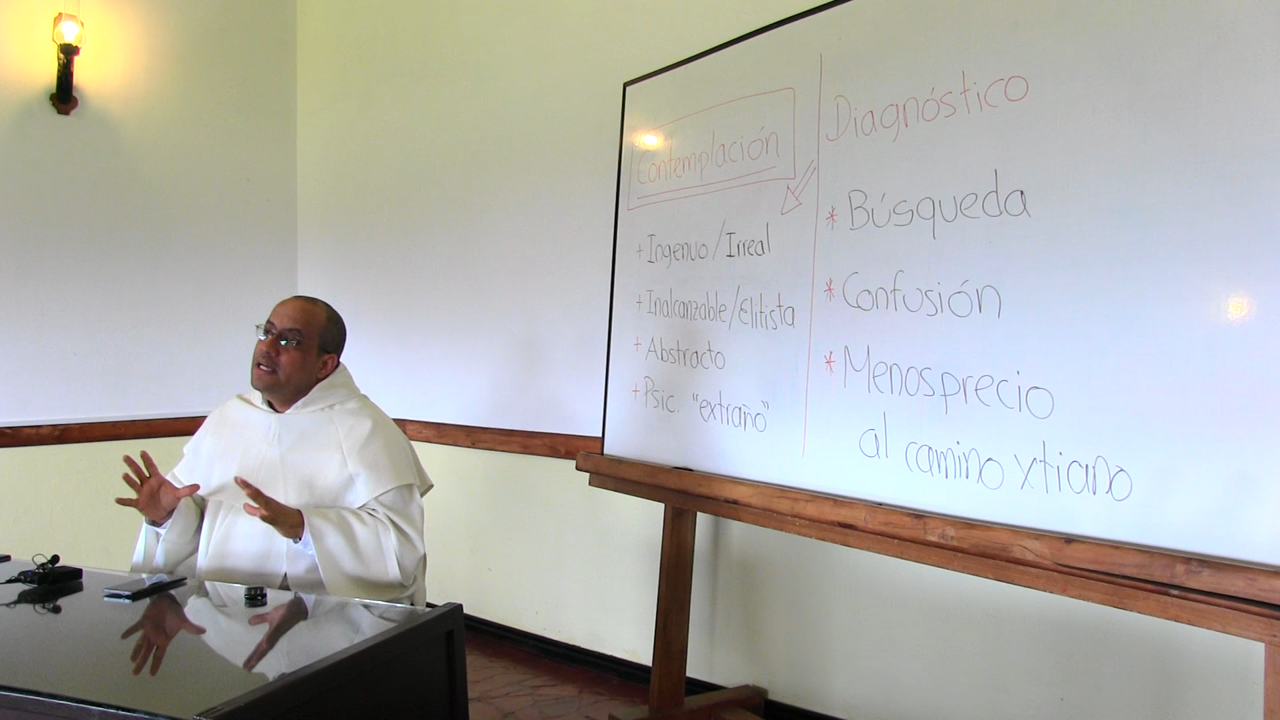 Contemplación
+ Ingenuo / Irreal
+ Inalcanzable/Elitista
+ Abstracto
+ Psic. "extraño"
Diagnóstico
* Búsqueda
* Confusión
* Menosprecio
al camino xtiano